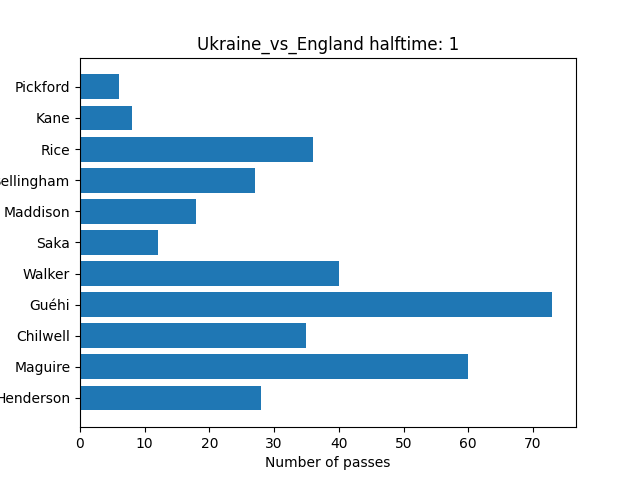 Ukraine_vs_England halftime: 1
Pickford
Kane
Rice
ellingham
Maddison
Saka
Walker
Guéhi
Chilwell
Maguire
Henderson
0 10 20 30 40 50 60 70
Number of passes